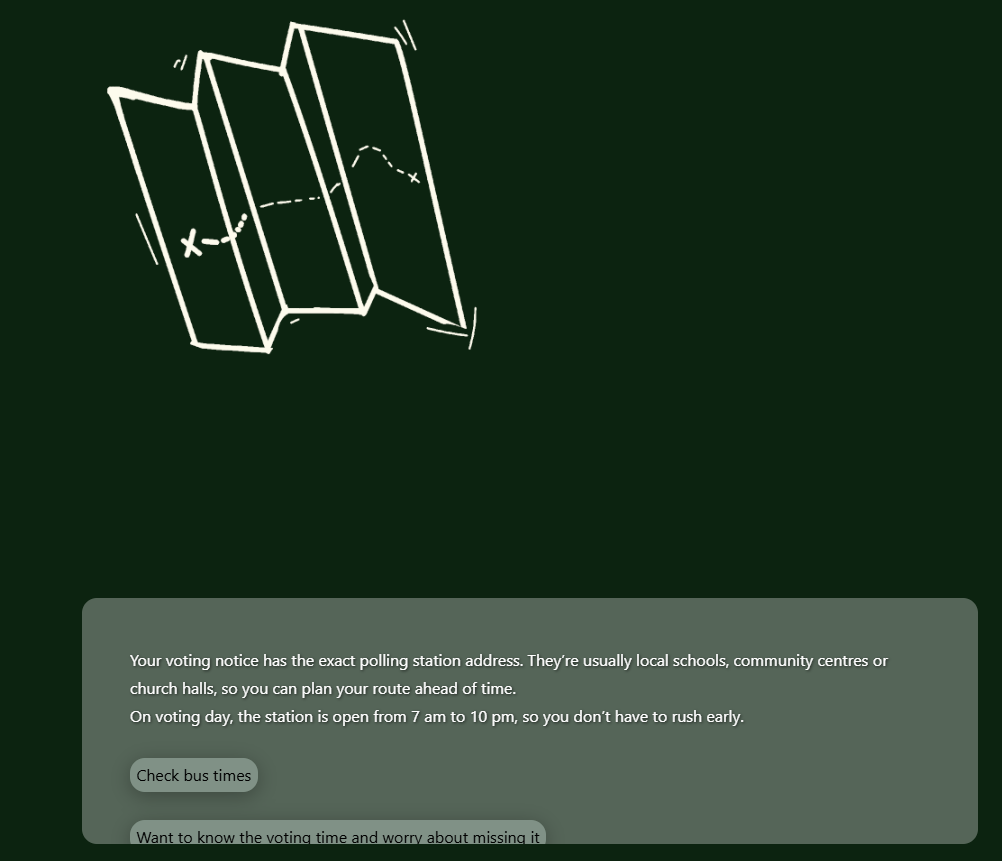 Your voting notice has the exact polling station address. They’re usually local schools, community centres or
church halls, so you can plan your route ahead of time.
On voting day, the station is open from 7 am to 10 pm, so you don’t have to rush early.
Check bus times
Want to know the voting time and worry about missing it